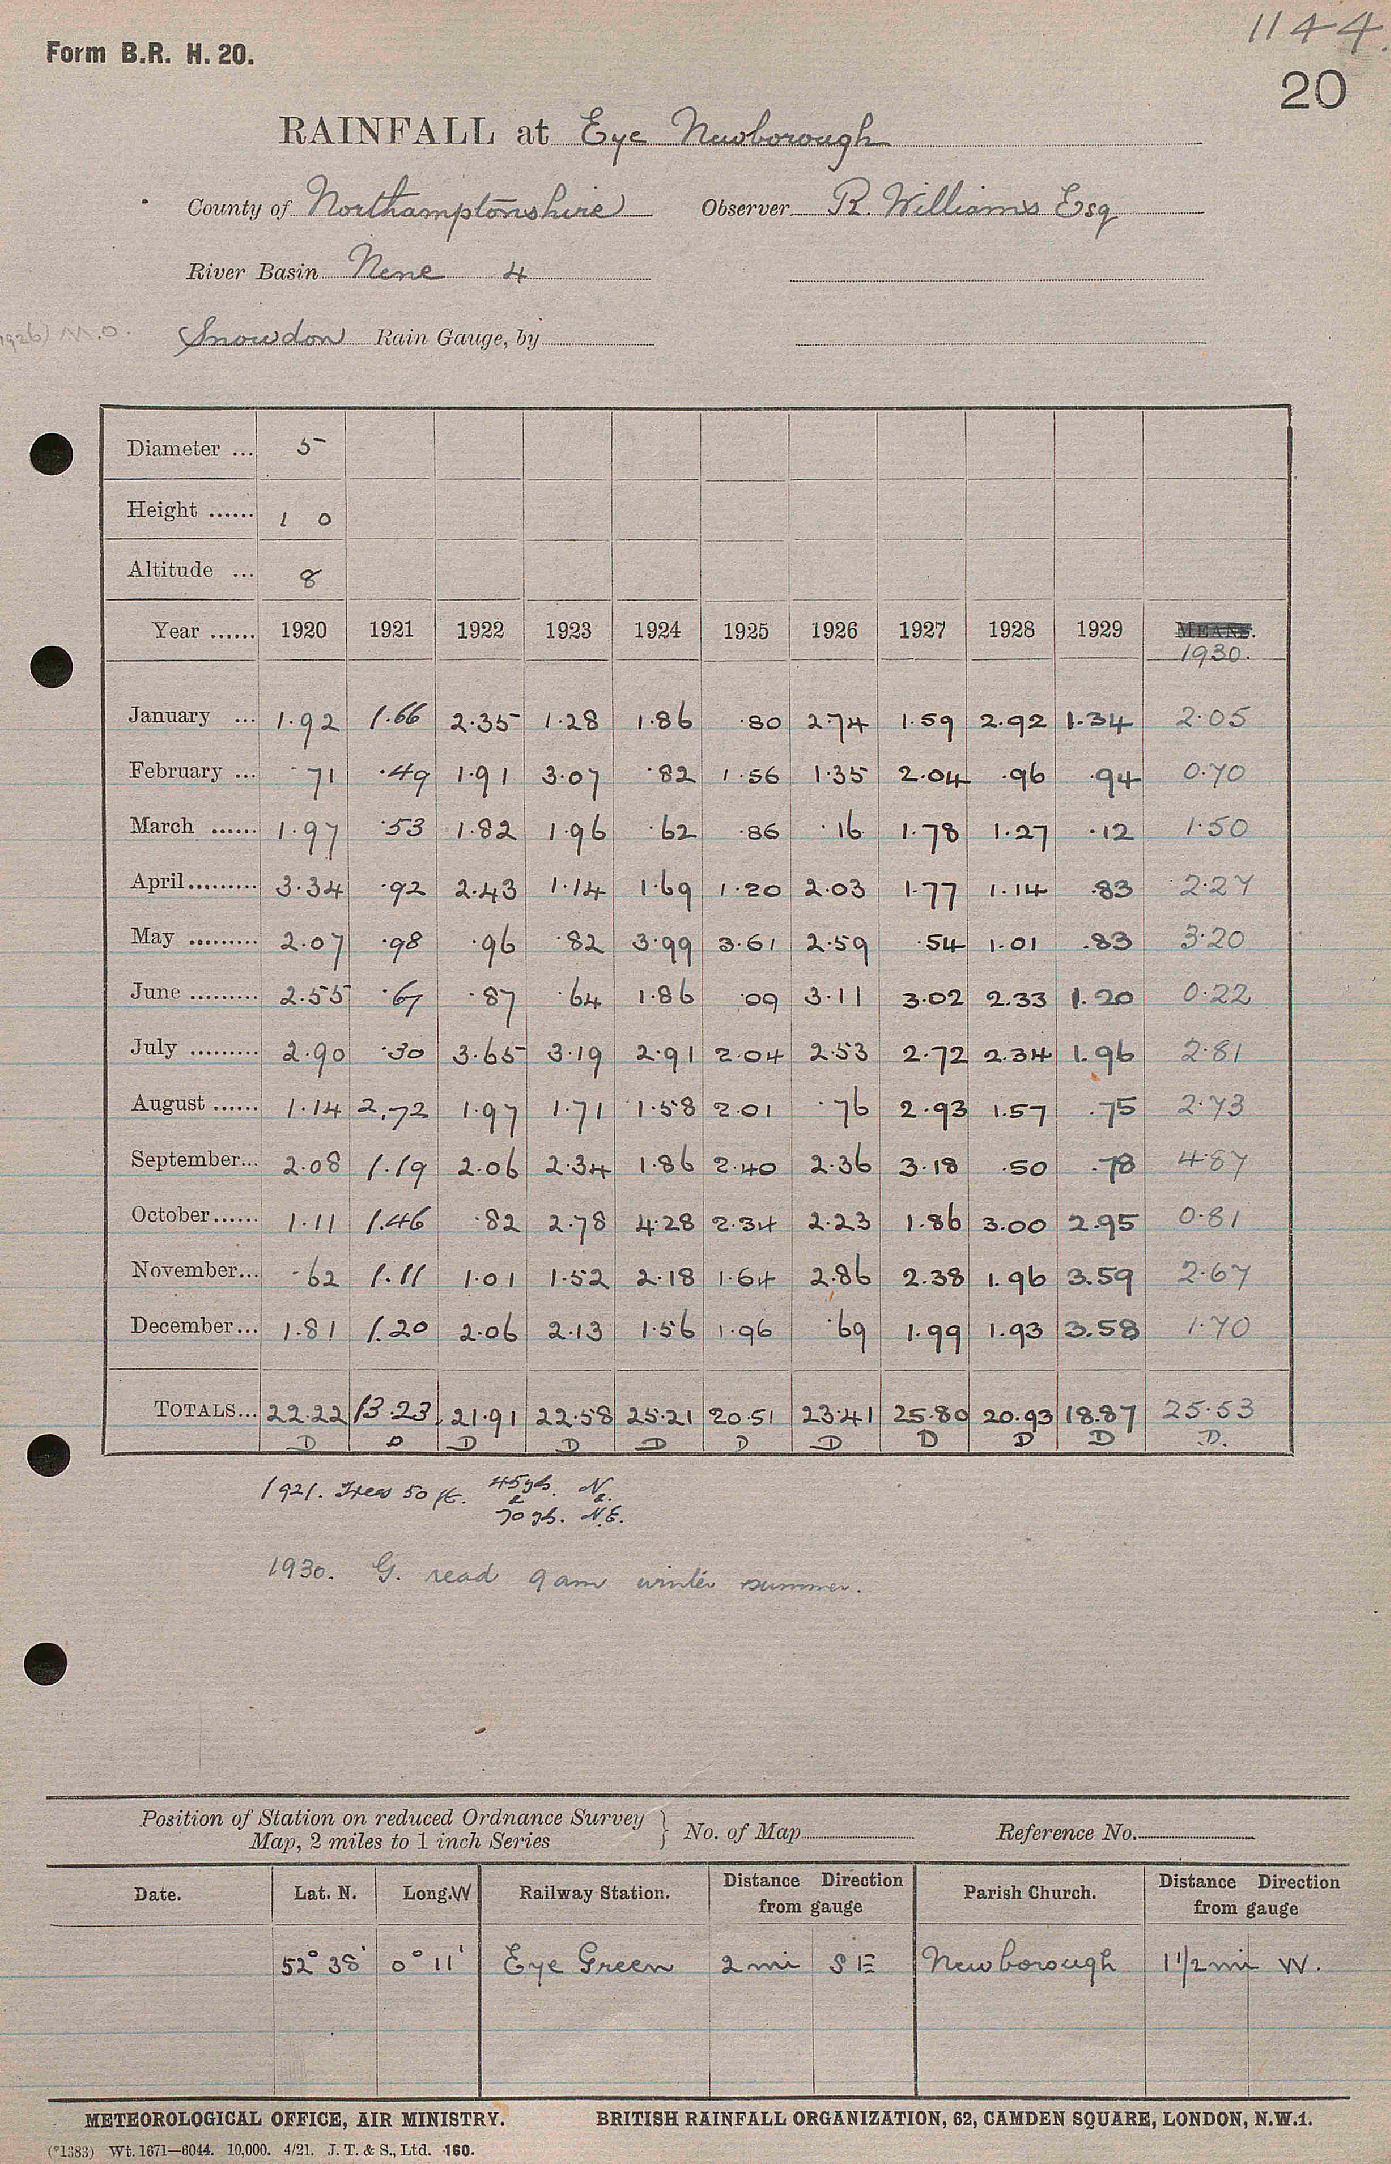 1144.
Form B.R. H. 20.
20
RAINFALL at Eye Newborough
County of Northamptonshire Observer R. Williams Esq
River Basin Nene 4
1926) M.O. Snowdon Rain Gauge, by
Diameter ... 5
Height ...... 1 0
Altitude ... 8
Year ...... 1920 1921 1922 1923 1924 1925 1926 1927 1928 1929 MEANS. 1930.
January ... 1.92 1.66 2.35 1.28 1.86 .80 2.74 1.59 2.92 1.34 2.05
February ... .71 .49 1.91 3.07 .82 1.56 1.35 2.04 .96 .94 0.70
March ...... 1.97 .53 1.82 1.96 .62 .86 .16 1.78 1.27 .12 1.50
April......... 3.34 .92 2.43 1.14 1.69 1.20 2.03 1.77 1.14 .83 2.27
May ......... 2.07 .98 .96 .82 3.99 3.61 2.59 .54 1.01 .83 3.20
June ......... 2.55 .67 .87 .64 1.86 .09 3.11 3.02 2.33 1.20 0.22
July ......... 2.90 .30 3.65 3.19 2.91 2.04 2.53 2.72 2.34 1.96 2.81
August ...... 1.14 2.72 1.97 1.71 1.58 2.01 .76 2.93 1.57 .75 2.73
September... 2.08 1.19 2.06 2.34 1.86 2.40 2.36 3.18 .50 .78 4.87
October...... 1.11 1.46 .82 2.78 4.28 2.34 2.23 1.86 3.00 2.95 0.81
November... .62 1.11 1.01 1.52 2.18 1.64 2.86 2.38 1.96 3.59 2.67
December... 1.81 1.20 2.06 2.13 1.56 1.96 .69 1.99 1.93 3.58 1.70
TOTALS... 22.22 13.23 21.91 22.58 25.21 20.51 23.41 25.80 20.93 18.87 25.53
D D D D D D D D D D D.
1921. Trees 50 ft. 45 yds. N.
&
70 yds. N.E.
1930. G. read 9am winter summer.
Position of Station on reduced Ordnance Survey
Map, 2 miles to 1 inch Series } No. of Map Reference No.
Date. Lat. N. Long.W Railway Station. Distance Direction from gauge Parish Church. Distance Direction from gauge
52° 38' 0° 11' Eye Green 2 mi SE Newborough 1 1/2 mi W.
METEOROLOGICAL OFFICE, AIR MINISTRY. BRITISH RAINFALL ORGANIZATION, 62, CAMDEN SQUARE, LONDON, N.W.1.
(*1383) Wt. 1671—6044. 10,000. 4/21. J. T. & S., Ltd. 160.